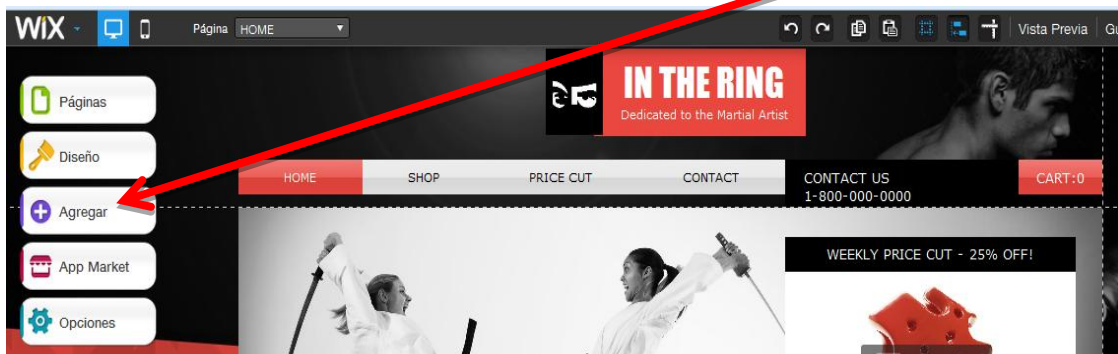 WiX
Página HOME
Vista Previa
Páginas
Diseño
Agregar
App Market
Opciones
IN THE RING
Dedicated to the Martial Artist
HOME SHOP PRICE CUT CONTACT
CONTACT US
1-800-000-0000
CART:0
WEEKLY PRICE CUT - 25% OFF!